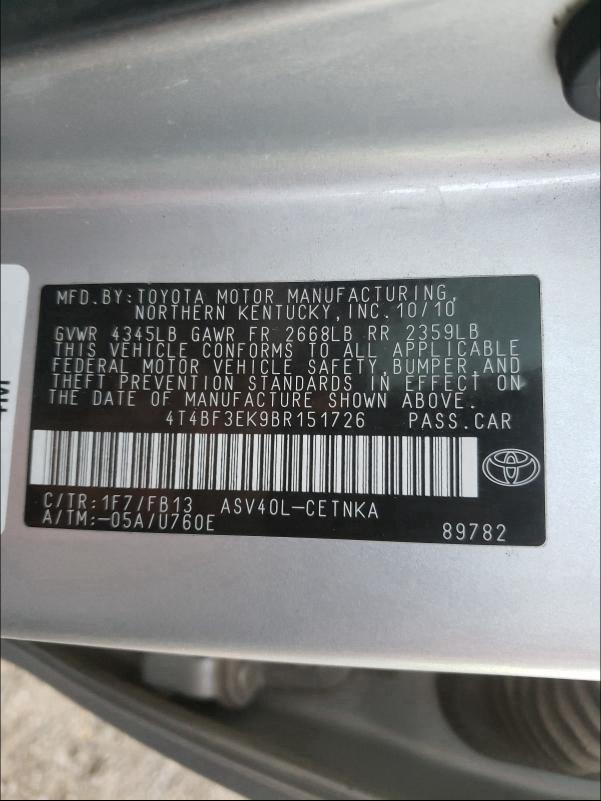 MFD.BY:TOYOTA MOTOR MANUFACTURING,
NORTHERN KENTUCKY,INC.10/10
GVWR 4345LB GAWR FR 2668LB RR 2359LB
THIS VEHICLE CONFORMS TO ALL APPLICABLE
FEDERAL MOTOR VEHICLE SAFETY,BUMPER,AND
THEFT PREVENTION STANDARDS IN EFFECT ON
THE DATE OF MANUFACTURE SHOWN ABOVE.
4T4BF3EK9BR151726 PASS.CAR
C/TR:1F7/FB13 ASV40L-CETNKA
A/TM:-05A/U760E
89782